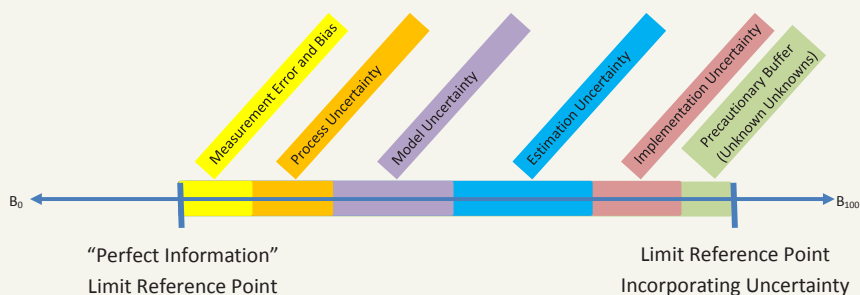 Measurement Error and Bias
Process Uncertainty
Model Uncertainty
Estimation Uncertainty
Implementation Uncertainty
Precautionary Buffer
(Unknown Unknowns)
B₀
B₁₀₀
“Perfect Information”
Limit Reference Point
Limit Reference Point
Incorporating Uncertainty